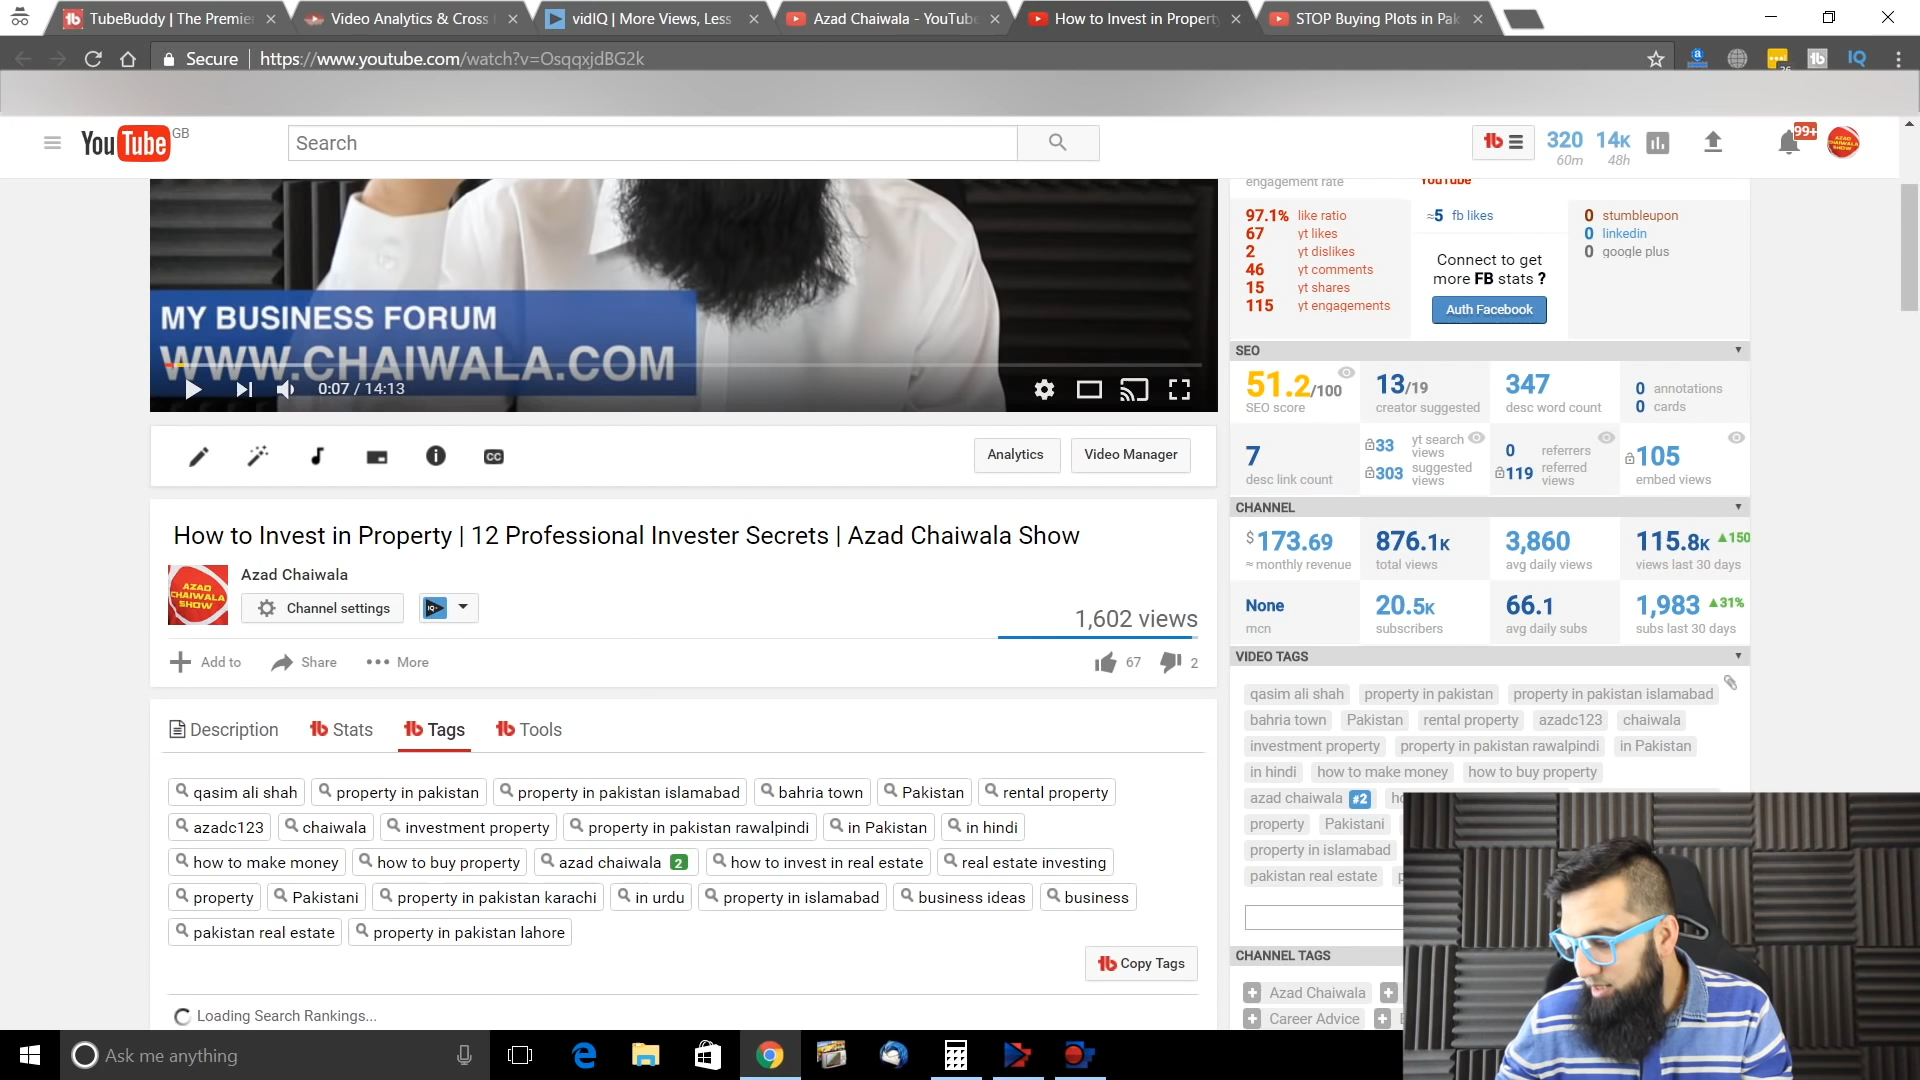 TubeBuddy | The Premie
Video Analytics & Cross
vidIQ | More Views, Less
Azad Chaiwala - YouTube
How to Invest in Property
STOP Buying Plots in Pak
Secure
https://www.youtube.com/watch?v=OsqqxjdBG2k
IQ
YouTube GB
Search
320
60m
14K
48h
99+
MY BUSINESS FORUM
WWW.CHAIWALA.COM
0:07 / 14:13
Analytics
Video Manager
How to Invest in Property | 12 Professional Invester Secrets | Azad Chaiwala Show
AZAD CHAIWALA SHOW
Azad Chaiwala
Channel settings
1,602 views
Add to
Share
More
67
2
Description
Stats
Tags
Tools
qasim ali shah
property in pakistan
property in pakistan islamabad
bahria town
Pakistan
rental property
azadc123
chaiwala
investment property
property in pakistan rawalpindi
in Pakistan
in hindi
how to make money
how to buy property
azad chaiwala 2
how to invest in real estate
real estate investing
property
Pakistani
property in pakistan karachi
in urdu
property in islamabad
business ideas
business
pakistan real estate
property in pakistan lahore
Copy Tags
Loading Search Rankings...
engagement rate
YouTube
97.1% like ratio
67 yt likes
2 yt dislikes
46 yt comments
15 yt shares
115 yt engagements
≈5 fb likes
Connect to get
more FB stats ?
Auth Facebook
0 stumbleupon
0 linkedin
0 google plus
SEO
51.2/100
SEO score
13/19
creator suggested
347
desc word count
0 annotations
0 cards
7
desc link count
33 yt search views
303 suggested views
0 referrers
119 referred views
105
embed views
CHANNEL
$173.69
≈ monthly revenue
876.1K
total views
3,860
avg daily views
115.8K ▲150
views last 30 days
None
mcn
20.5K
subscribers
66.1
avg daily subs
1,983 ▲31%
subs last 30 days
VIDEO TAGS
qasim ali shah
property in pakistan
property in pakistan islamabad
bahria town
Pakistan
rental property
azadc123
chaiwala
investment property
property in pakistan rawalpindi
in Pakistan
in hindi
how to make money
how to buy property
azad chaiwala #2
property
Pakistani
property in islamabad
pakistan real estate
CHANNEL TAGS
Azad Chaiwala
Career Advice
Ask me anything